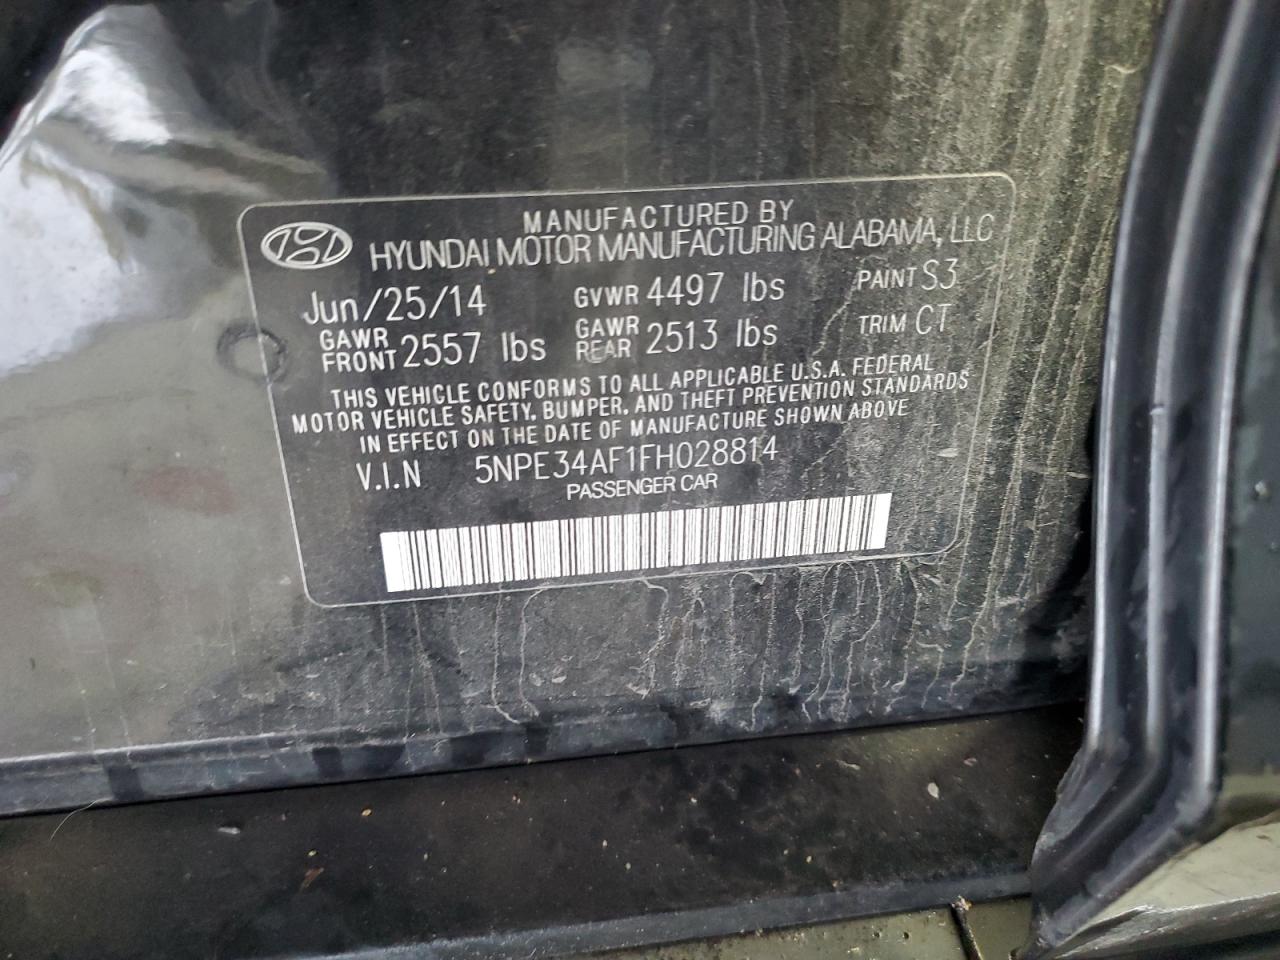 MANUFACTURED BY
HYUNDAI MOTOR MANUFACTURING ALABAMA, LLC
Jun/25/14 GVWR 4497 lbs PAINT S3
GAWR FRONT 2557 lbs GAWR REAR 2513 lbs TRIM CT
THIS VEHICLE CONFORMS TO ALL APPLICABLE U.S.A. FEDERAL
MOTOR VEHICLE SAFETY, BUMPER, AND THEFT PREVENTION STANDARDS
IN EFFECT ON THE DATE OF MANUFACTURE SHOWN ABOVE
V.I.N 5NPE34AF1FH028814
PASSENGER CAR